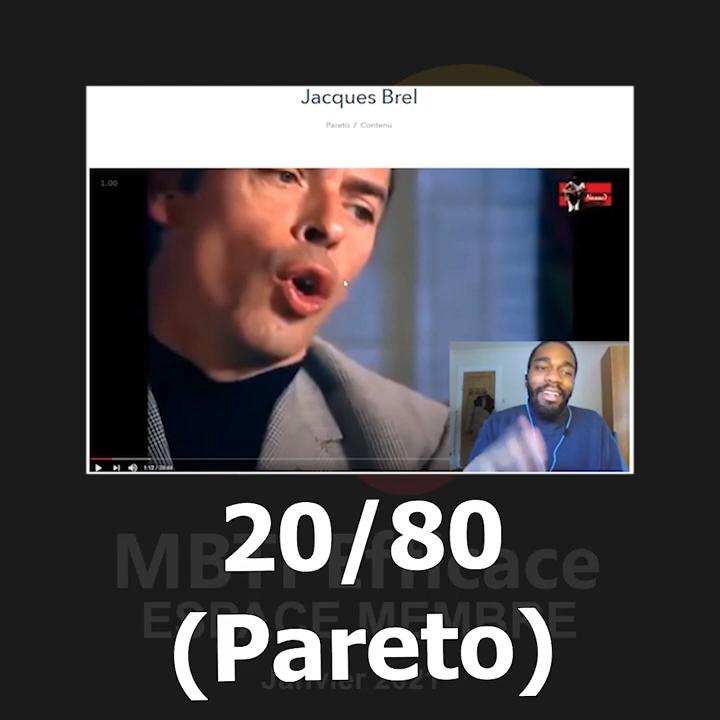 Jacques Brel
Pareto / Contenu
1.00
20/80
MBTI Efficace
ESPACE MEMBRE
(Pareto)
Janvier 2021